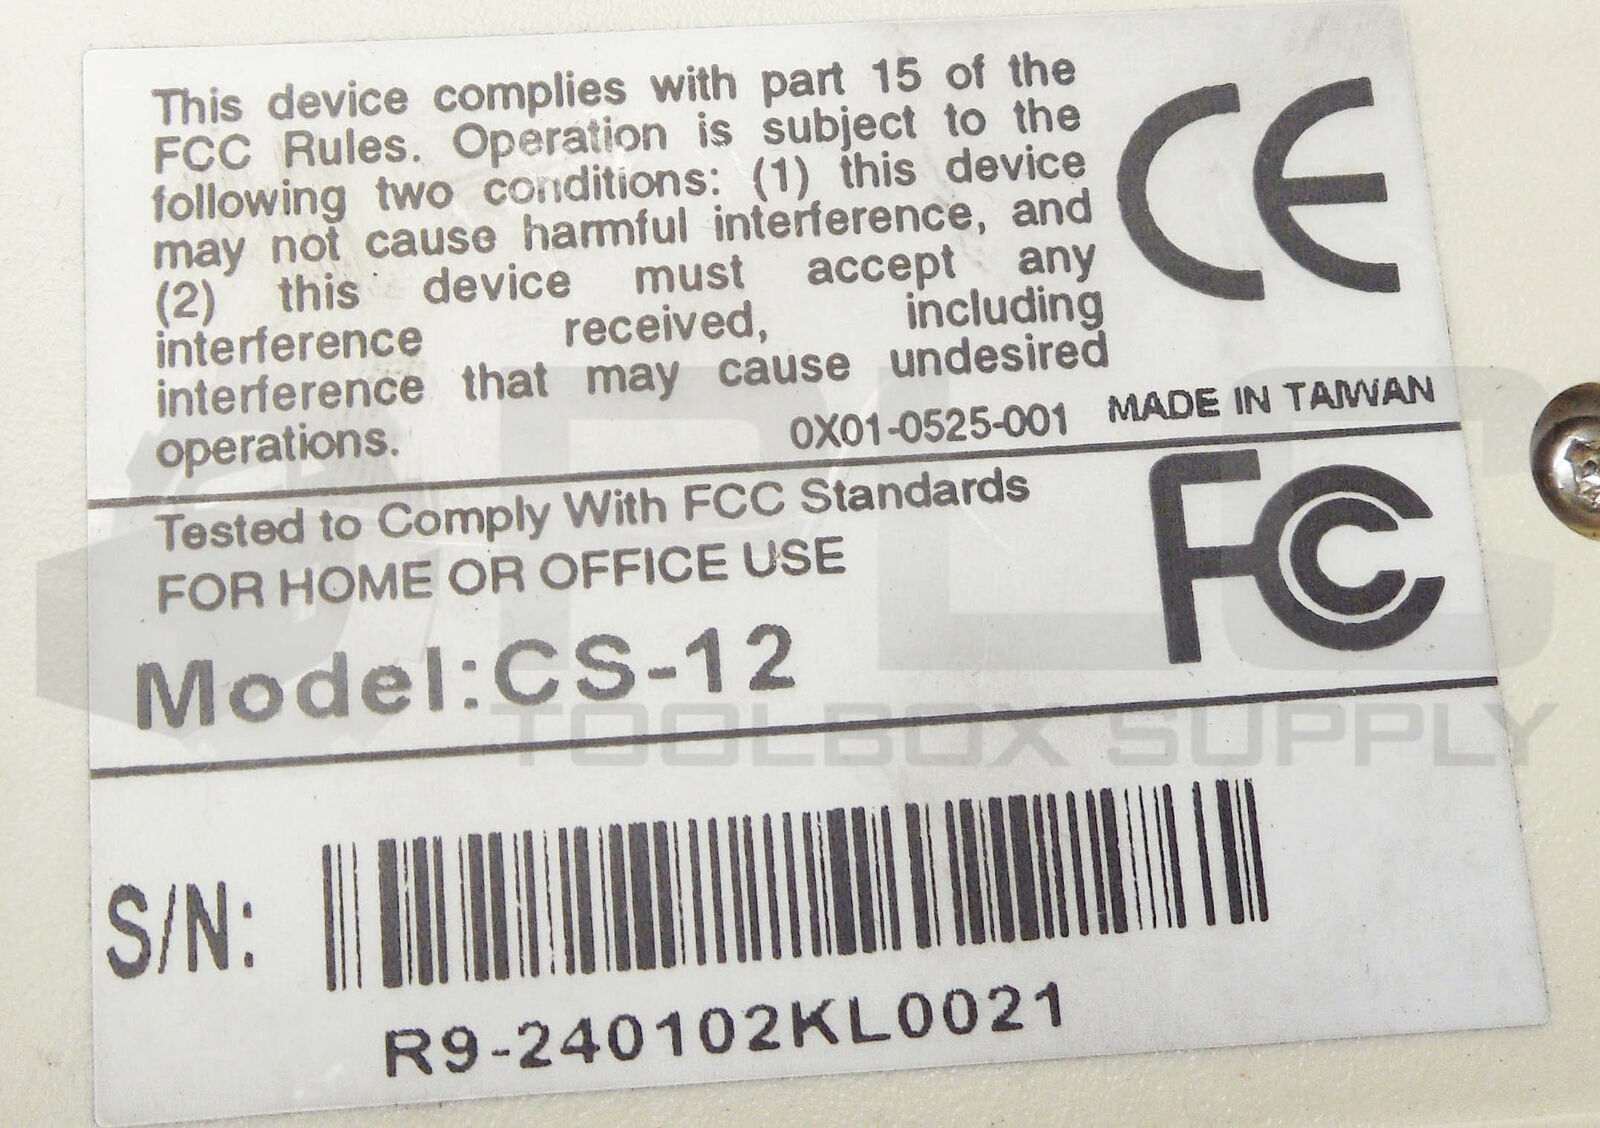 This device complies with part 15 of the
FCC Rules. Operation is subject to the
following two conditions: (1) this device
may not cause harmful interference, and
(2) this device must accept any
interference received, including
interference that may cause undesired
operations.
0X01-0525-001 MADE IN TAIWAN
CE
Tested to Comply With FCC Standards
FOR HOME OR OFFICE USE
FCC
Model:CS-12
PLC
TOOLBOX SUPPLY
S/N:
R9-240102KL0021